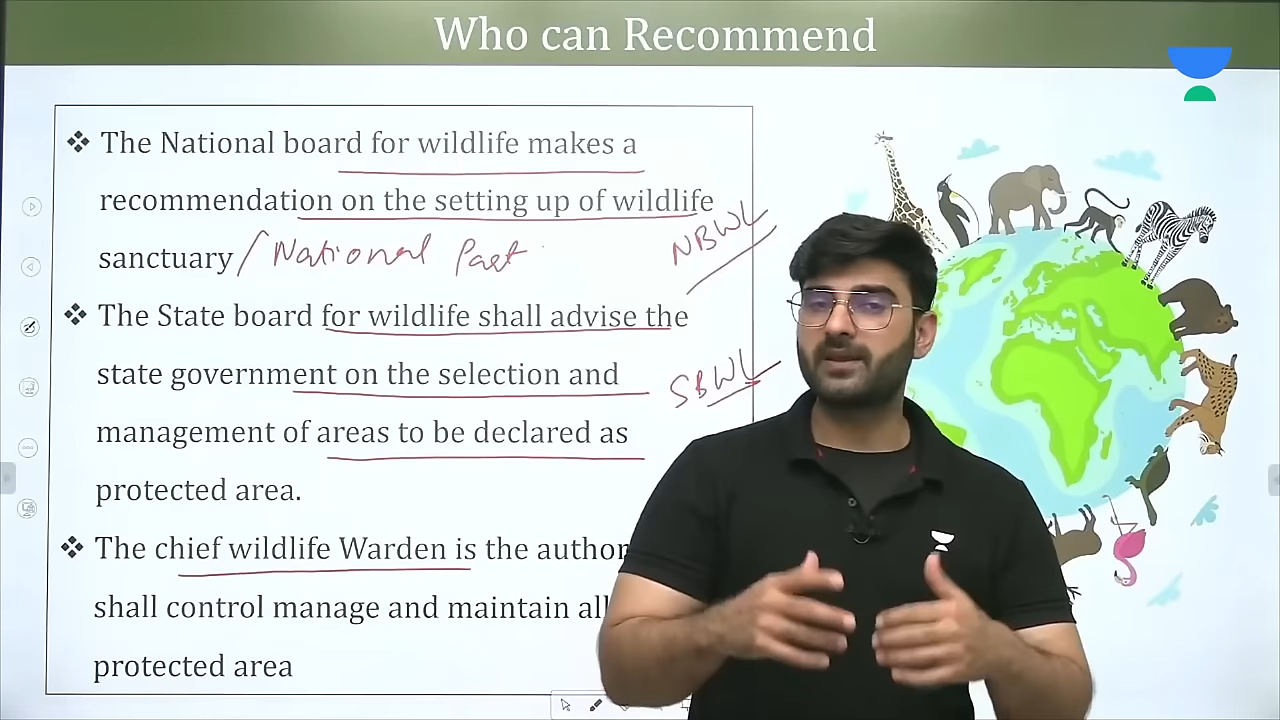 Who can Recommend
❖ The National board for wildlife makes a
recommendation on the setting up of wildlife
sanctuary / National Part
NBWL
❖ The State board for wildlife shall advise the
state government on the selection and
SBWL
management of areas to be declared as
protected area.
❖ The chief wildlife Warden is the author
shall control manage and maintain all
protected area